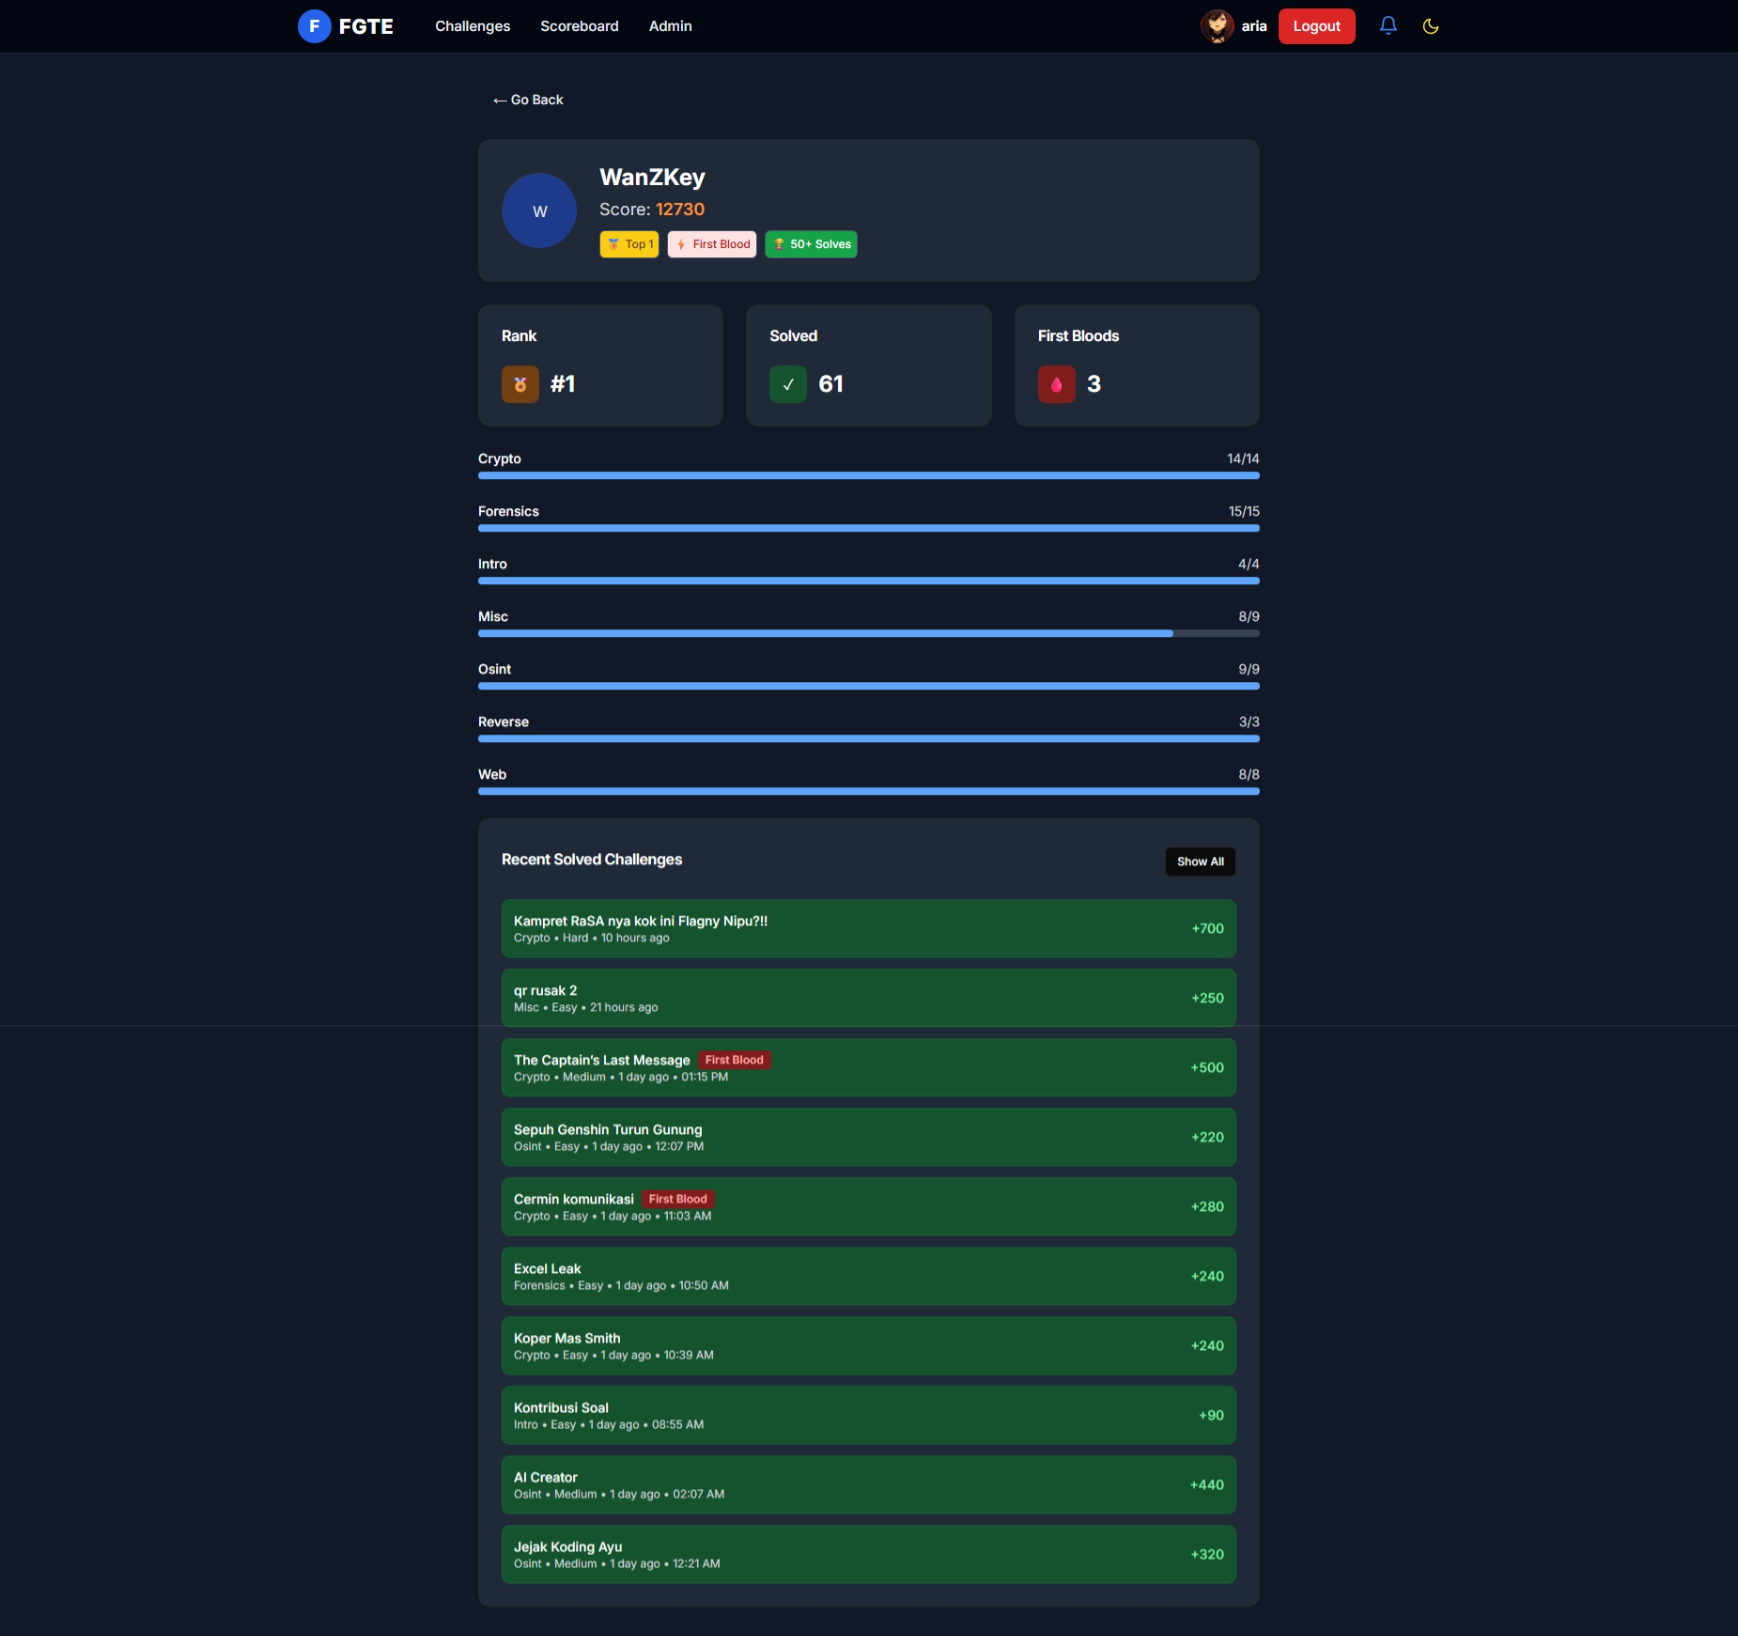 F FGTE Challenges Scoreboard Admin aria Logout
← Go Back
W
WanZKey
Score: 12730
Top 1 First Blood 50+ Solves
Rank
#1
Solved
✓ 61
First Bloods
3
Crypto 14/14
Forensics 15/15
Intro 4/4
Misc 8/9
Osint 9/9
Reverse 3/3
Web 8/8
Recent Solved Challenges Show All
Kampret RaSA nya kok ini Flagny Nipu?!!
Crypto • Hard • 10 hours ago
+700
qr rusak 2
Misc • Easy • 21 hours ago
+250
The Captain’s Last Message First Blood
Crypto • Medium • 1 day ago • 01:15 PM
+500
Sepuh Genshin Turun Gunung
Osint • Easy • 1 day ago • 12:07 PM
+220
Cermin komunikasi First Blood
Crypto • Easy • 1 day ago • 11:03 AM
+280
Excel Leak
Forensics • Easy • 1 day ago • 10:50 AM
+240
Koper Mas Smith
Crypto • Easy • 1 day ago • 10:39 AM
+240
Kontribusi Soal
Intro • Easy • 1 day ago • 08:55 AM
+90
AI Creator
Osint • Medium • 1 day ago • 02:07 AM
+440
Jejak Koding Ayu
Osint • Medium • 1 day ago • 12:21 AM
+320